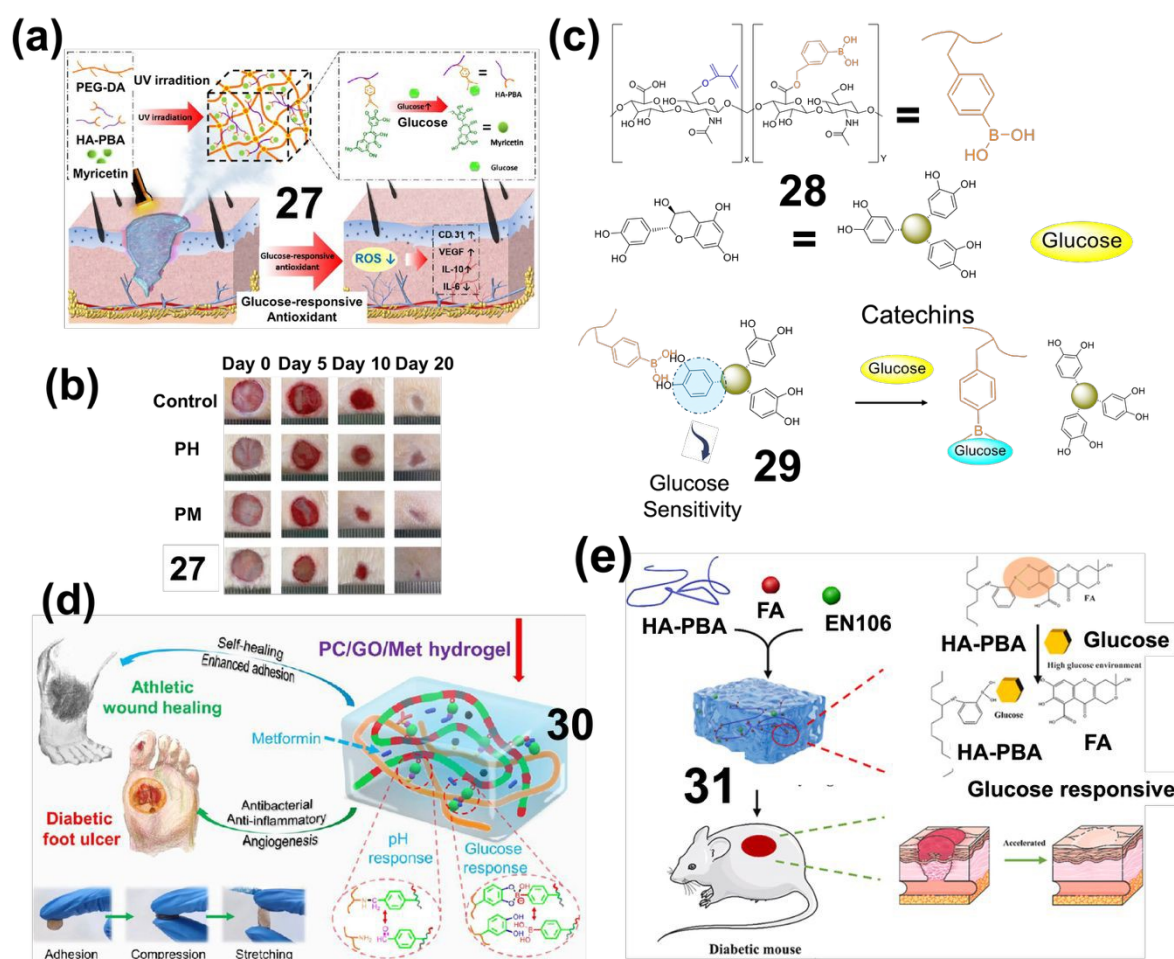 (a)
PEG-DA
HA-PBA
Myricetin
UV irradition
UV irradiation
Glucose↑
Glucose
=
HA-PBA
=
Myricetin
Glucose
27
Glucose-responsive
antioxidant
ROS ↓
CD 31 ↑
VEGF ↑
IL-10↑
IL-6 ↓
Glucose-responsive
Antioxidant
(b)
Day 0 Day 5 Day 10 Day 20
Control
PH
PM
27
(c)
x
Y
=
28
=
Glucose
Catechins
Glucose
Glucose
Glucose
Sensitivity
29
(d)
Self-healing
Enhanced adhesion
PC/GO/Met hydrogel
30
Athletic
wound healing
Metformin
Diabetic
foot ulcer
Antibacterial
Anti-inflammatory
Angiogenesis
pH
response
Glucose
response
Adhesion
Compression
Stretching
(e)
HA-PBA
FA
EN106
FA
HA-PBA
Glucose
High glucose environment
Glucose
HA-PBA
FA
31
Glucose responsive
Accelerated
Diabetic mouse